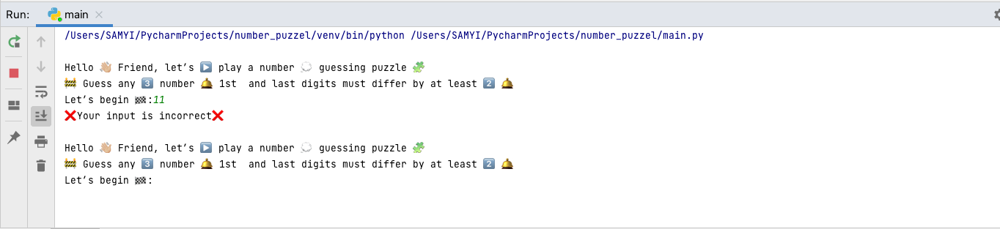 Run: main
/Users/SAMYI/PycharmProjects/number_puzzel/venv/bin/python /Users/SAMYI/PycharmProjects/number_puzzel/main.py
Hello 👋🏼 Friend, let’s ▶️ play a number 💭 guessing puzzle 🧩
🚧 Guess any 3️⃣ number 🛎 1st  and last digits must differ by at least 2️⃣ 🛎
Let’s begin 🏁:11
❌Your input is incorrect❌
Hello 👋🏼 Friend, let’s ▶️ play a number 💭 guessing puzzle 🧩
🚧 Guess any 3️⃣ number 🛎 1st  and last digits must differ by at least 2️⃣ 🛎
Let’s begin 🏁: